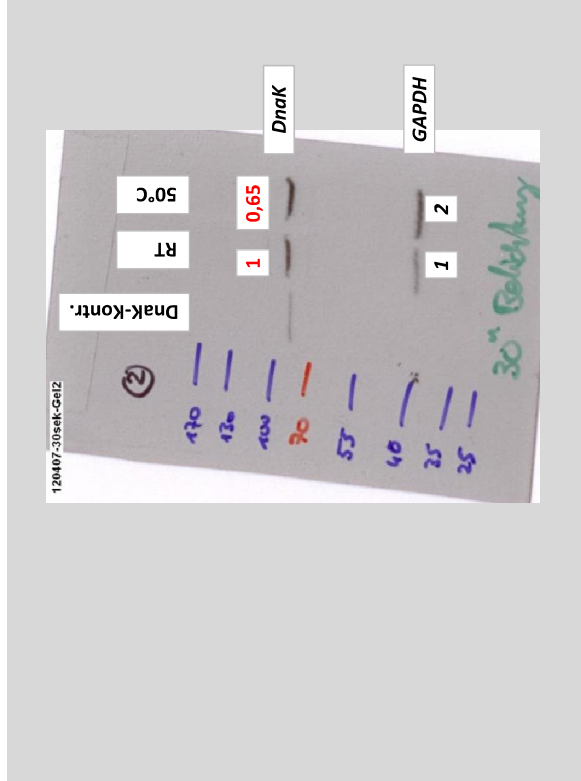 DnaK
GAPDH
50°C
RT
DnaK-Kontr.
0,65
1
2
1
2
170
130
100
70
55
40
35
25
30" Belichtung
120407-30sek-Gel2